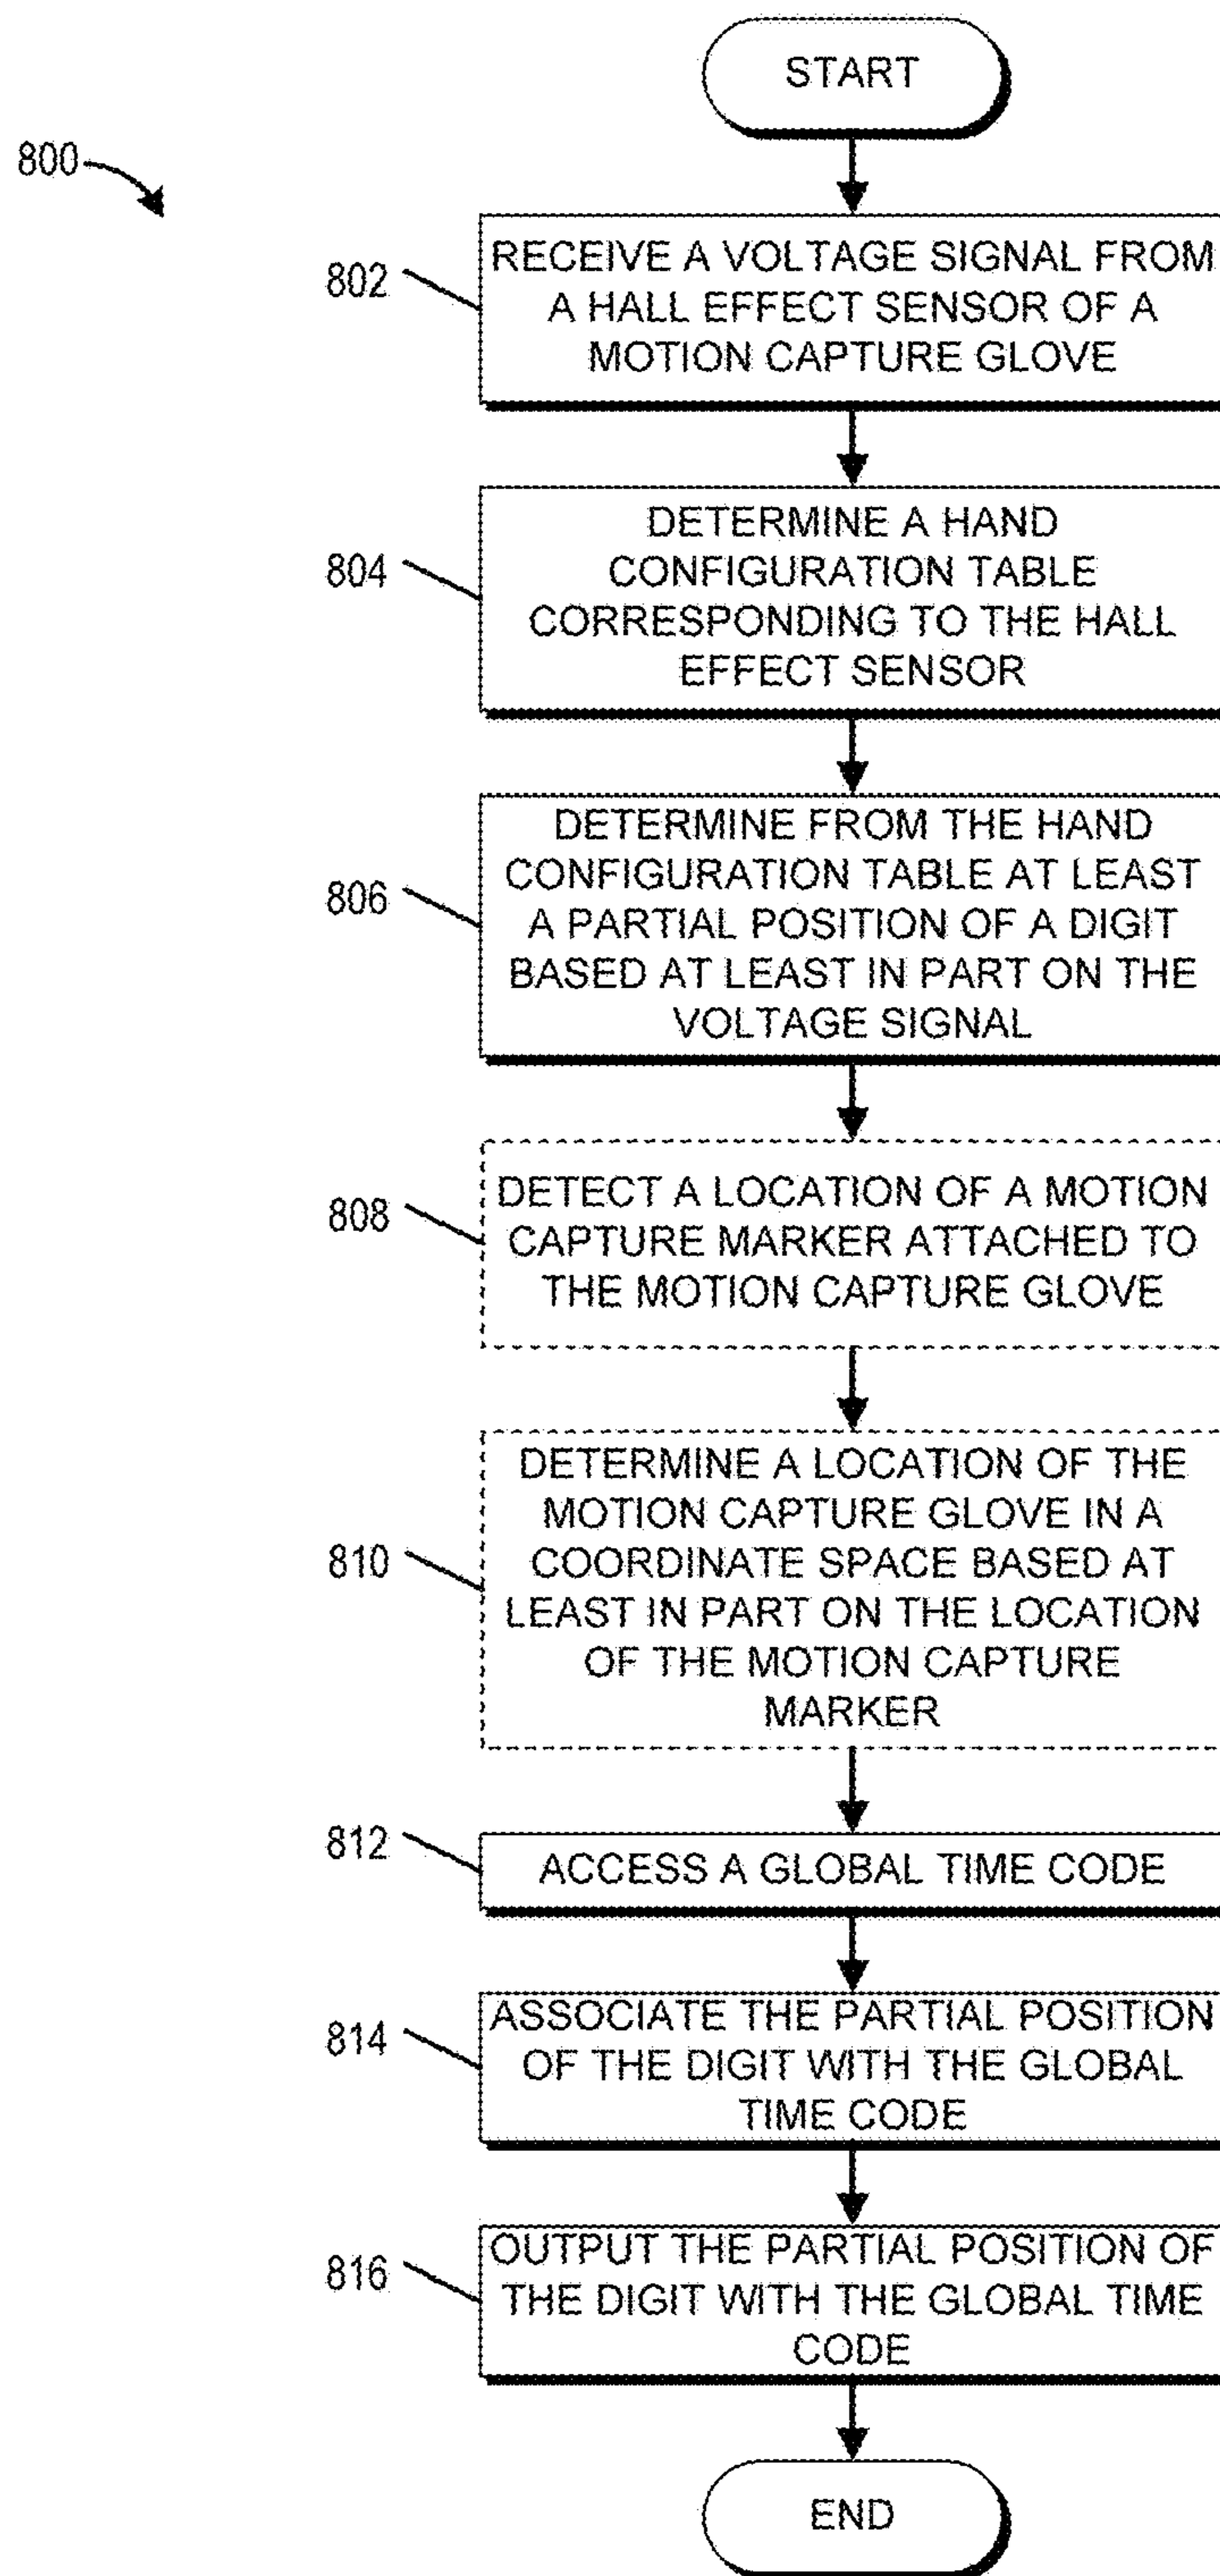 START
800
802
RECEIVE A VOLTAGE SIGNAL FROM
A HALL EFFECT SENSOR OF A
MOTION CAPTURE GLOVE
804
DETERMINE A HAND
CONFIGURATION TABLE
CORRESPONDING TO THE HALL
EFFECT SENSOR
806
DETERMINE FROM THE HAND
CONFIGURATION TABLE AT LEAST
A PARTIAL POSITION OF A DIGIT
BASED AT LEAST IN PART ON THE
VOLTAGE SIGNAL
808
DETECT A LOCATION OF A MOTION
CAPTURE MARKER ATTACHED TO
THE MOTION CAPTURE GLOVE
810
DETERMINE A LOCATION OF THE
MOTION CAPTURE GLOVE IN A
COORDINATE SPACE BASED AT
LEAST IN PART ON THE LOCATION
OF THE MOTION CAPTURE
MARKER
812
ACCESS A GLOBAL TIME CODE
814
ASSOCIATE THE PARTIAL POSITION
OF THE DIGIT WITH THE GLOBAL
TIME CODE
816
OUTPUT THE PARTIAL POSITION OF
THE DIGIT WITH THE GLOBAL TIME
CODE
END